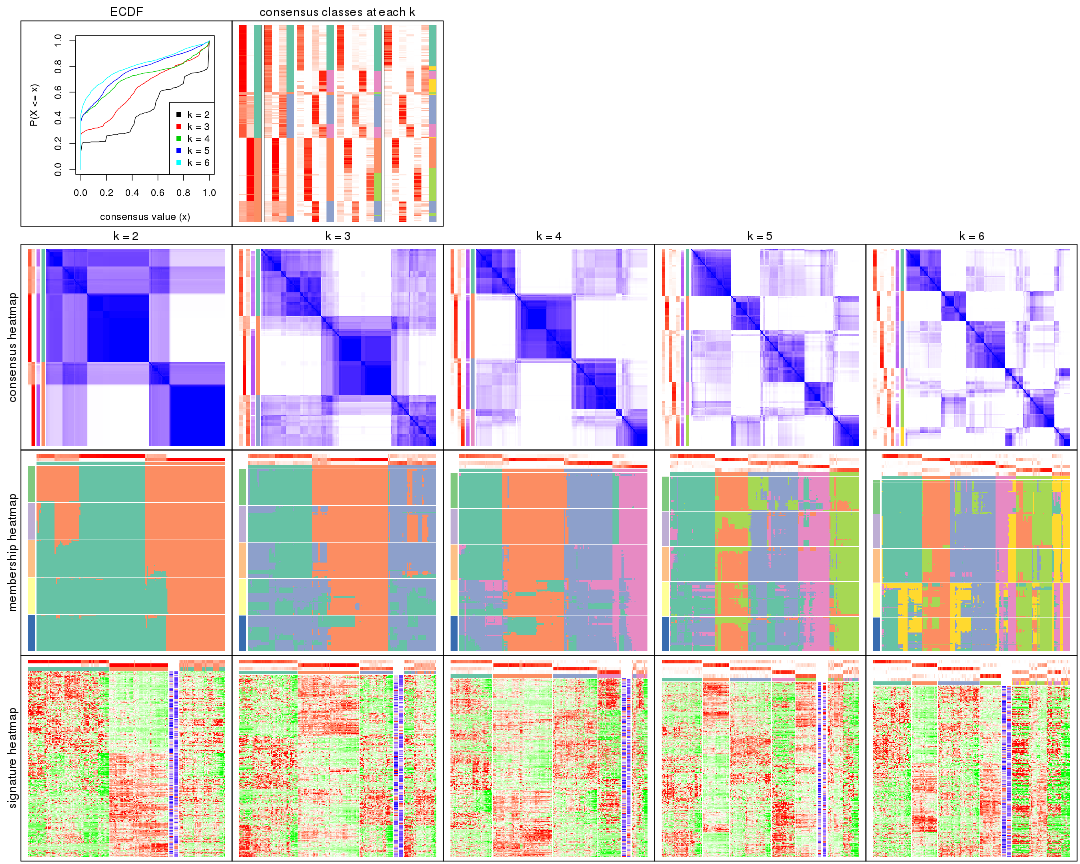 ECDF
consensus classes at each k
P(X <= x)
0.0 0.2 0.4 0.6 0.8 1.0
k = 2
k = 3
k = 4
k = 5
k = 6
0.0 0.2 0.4 0.6 0.8 1.0
consensus value (x)
k = 2 k = 3 k = 4 k = 5 k = 6
consensus heatmap
membership heatmap
signature heatmap